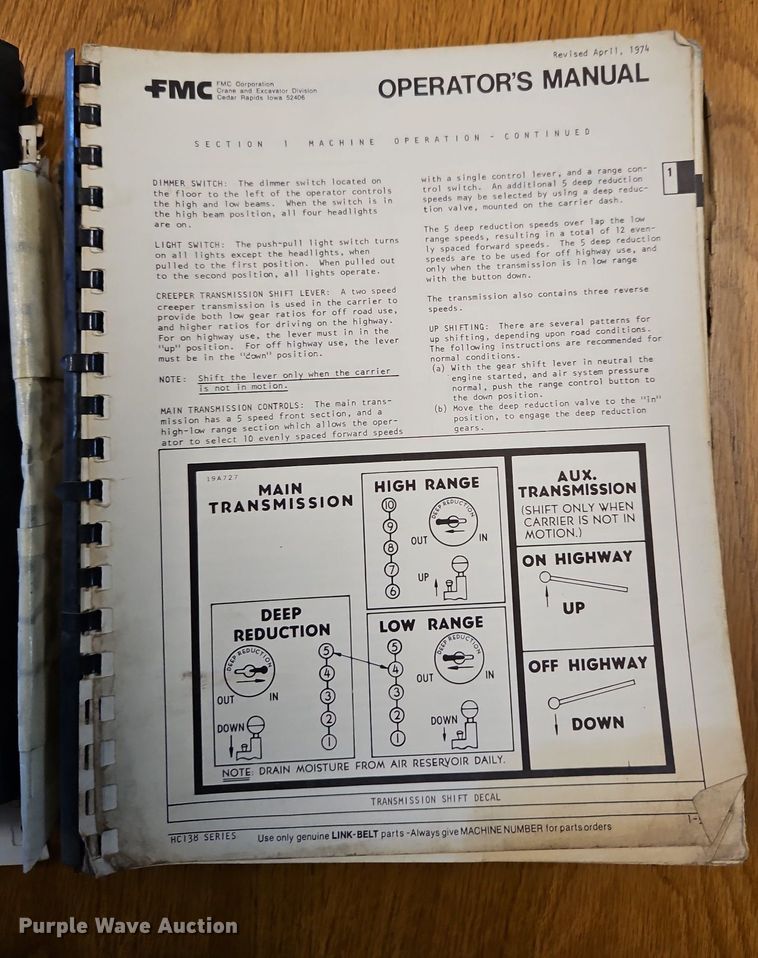 Revised April, 1974
FMC
FMC Corporation
Crane and Excavator Division
Cedar Rapids Iowa 52406
OPERATOR'S MANUAL
SECTION 1 MACHINE OPERATION - CONTINUED
DIMMER SWITCH: The dimmer switch located on
the floor to the left of the operator controls
the high and low beams. When the switch is in
the high beam position, all four headlights
are on.
LIGHT SWITCH: The push-pull light switch turns
on all lights except the headlights, when
pulled to the first position. When pulled out
to the second position, all lights operate.
CREEPER TRANSMISSION SHIFT LEVER: A two speed
creeper transmission is used in the carrier to
provide both low gear ratios for off road use,
and higher ratios for driving on the highway.
For on highway use, the lever must in in the
"up" position. For off highway use, the lever
must be in the "down" position.
NOTE: Shift the lever only when the carrier
is not in motion.
MAIN TRANSMISSION CONTROLS: The main trans-
mission has a 5 speed front section, and a
high-low range section which allows the oper-
ator to select 10 evenly spaced forward speeds
with a single control lever, and a range con-
trol switch. An additional 5 deep reduction
speeds may be selected by using a deep reduc-
tion valve, mounted on the carrier dash.
The 5 deep reduction speeds over lap the low
range speeds, resulting in a total of 12 even-
ly spaced forward speeds. The 5 deep reduction
speeds are to be used for off highway use, and
only when the transmission is in low range
with the button down.
The transmission also contains three reverse
speeds.
UP SHIFTING: There are several patterns for
up shifting, depending upon road conditions.
The following instructions are recommended for
normal conditions.
(a) With the gear shift lever in neutral the
engine started, and air system pressure
normal, push the range control button to
the down position.
(b) Move the deep reduction valve to the "in"
position, to engage the deep reduction
gears.
1
19A727
MAIN
TRANSMISSION
HIGH RANGE
10
9
8
7
6
DEEP REDUCTION
OUT
IN
UP
DEEP
REDUCTION
DEEP REDUCTION
OUT
IN
DOWN
5
4
3
2
1
LOW RANGE
5
4
3
2
1
DEEP REDUCTION
OUT
IN
DOWN
NOTE: DRAIN MOISTURE FROM AIR RESERVOIR DAILY.
AUX.
TRANSMISSION
(SHIFT ONLY WHEN
CARRIER IS NOT IN
MOTION.)
ON HIGHWAY
UP
OFF HIGHWAY
DOWN
TRANSMISSION SHIFT DECAL
HC138 SERIES
Use only genuine LINK-BELT parts - Always give MACHINE NUMBER for parts orders
Purple Wave Auction